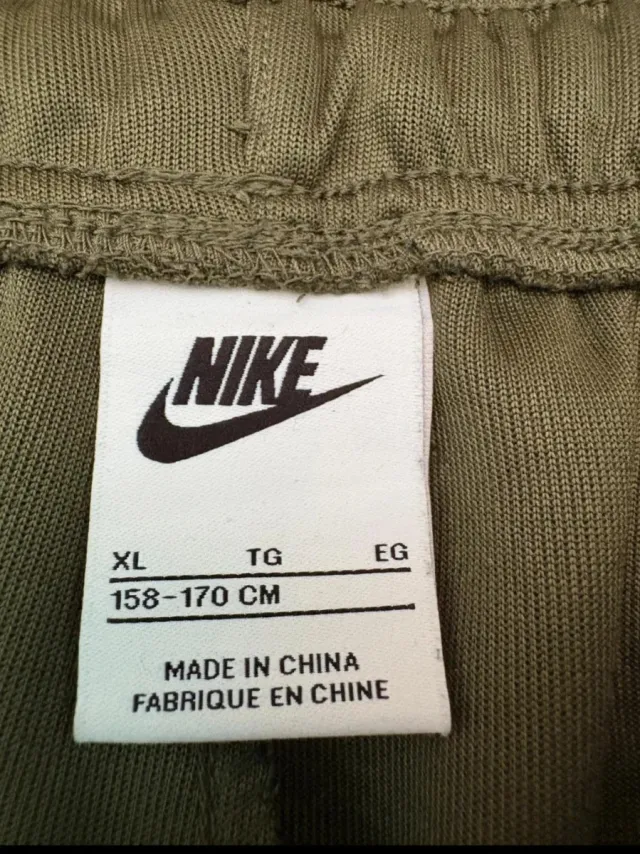 NIKE
XL TG EG
158-170 CM
MADE IN CHINA
FABRIQUE EN CHINE